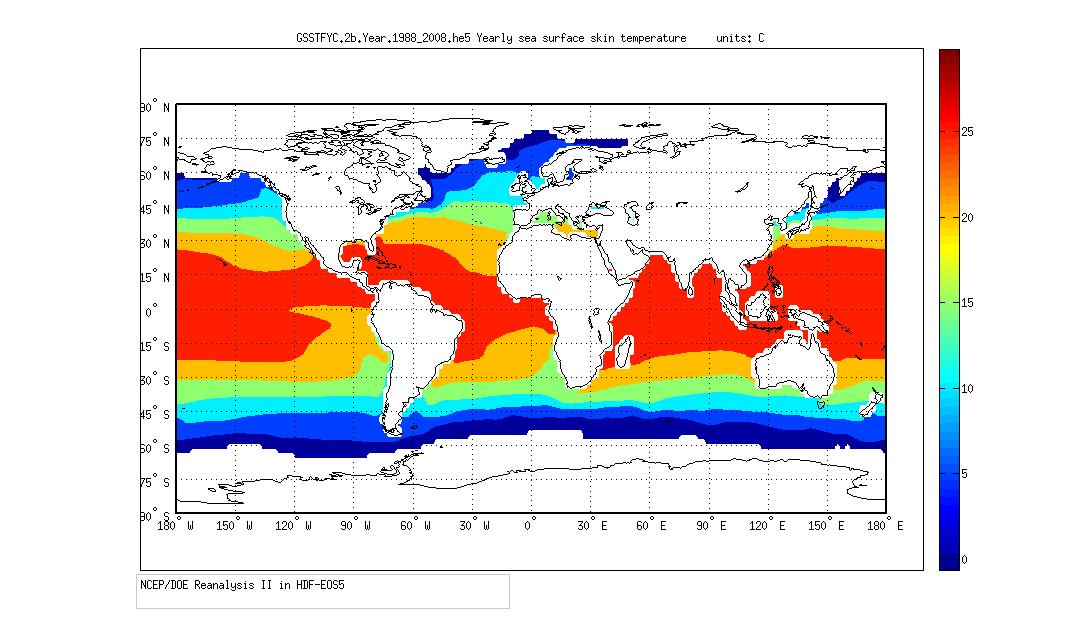 GSSTFYC.2b.Year.1988_2008.he5 Yearly sea surface skin temperature units: C
90° N
75° N
60° N
45° N
30° N
15° N
0°
15° S
30° S
45° S
60° S
75° S
90° S
180° W 150° W 120° W 90° W 60° W 30° W 0° 30° E 60° E 90° E 120° E 150° E 180° E
25
20
15
10
5
0
NCEP/DOE Reanalysis II in HDF-EOS5